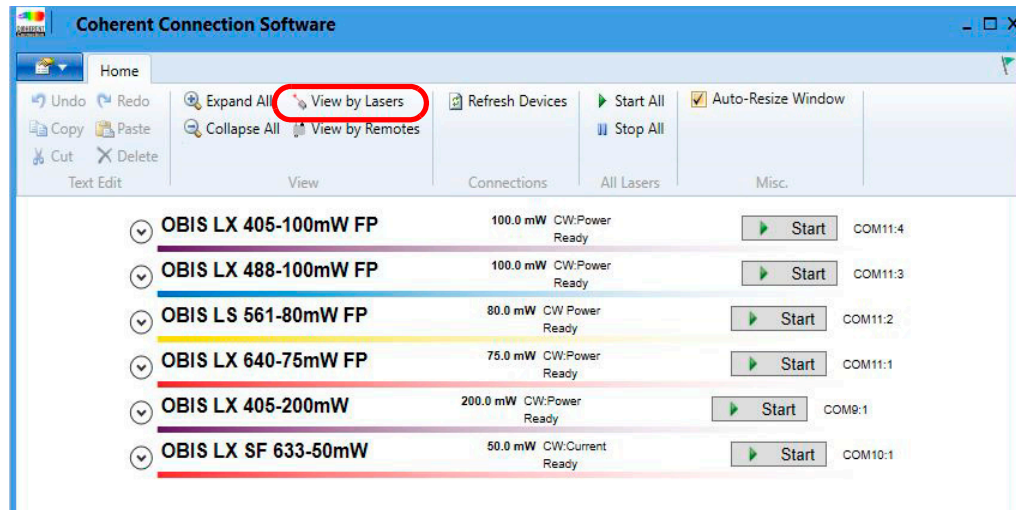 Coherent Connection Software
Home
Undo Redo Expand All View by Lasers Refresh Devices Start All Auto-Resize Window
Copy Paste Collapse All View by Remotes Stop All
Cut Delete
Text Edit View Connections All Lasers Misc.
OBIS LX 405-100mW FP 100.0 mW CW:Power Start COM11:4
Ready
OBIS LX 488-100mW FP 100.0 mW CW:Power Start COM11:3
Ready
OBIS LS 561-80mW FP 80.0 mW CW Power Start COM11:2
Ready
OBIS LX 640-75mW FP 75.0 mW CW:Power Start COM11:1
Ready
OBIS LX 405-200mW 200.0 mW CW:Power Start COM9:1
Ready
OBIS LX SF 633-50mW 50.0 mW CW:Current Start COM10:1
Ready